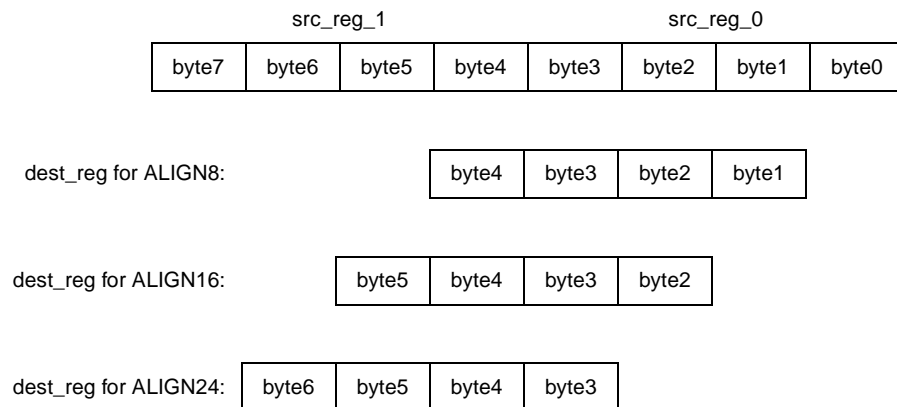 src_reg_1 src_reg_0
byte7 byte6 byte5 byte4 byte3 byte2 byte1 byte0
dest_reg for ALIGN8: byte4 byte3 byte2 byte1
dest_reg for ALIGN16: byte5 byte4 byte3 byte2
dest_reg for ALIGN24: byte6 byte5 byte4 byte3